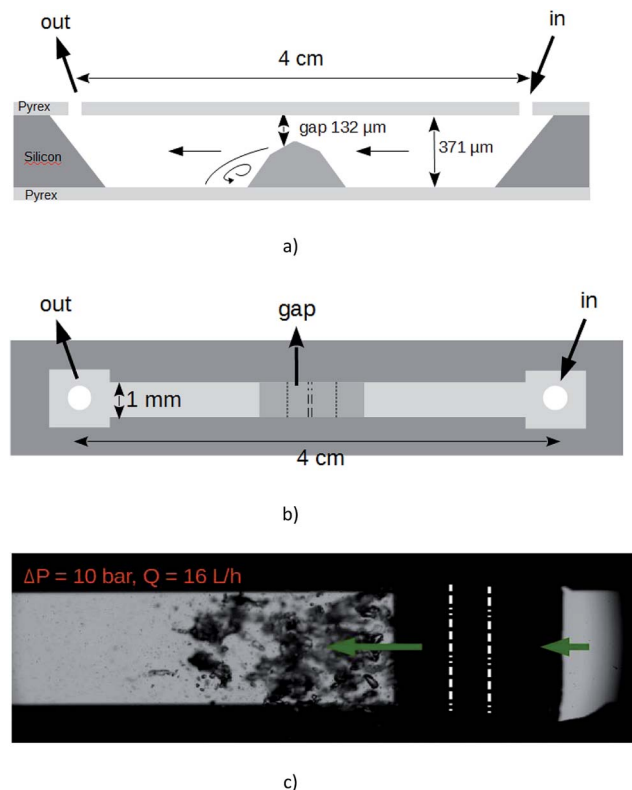 out
in
4 cm
Pyrex
gap 132 µm
371 µm
Silicon
Pyrex
a)
out
gap
in
1 mm
4 cm
b)
ΔP = 10 bar, Q = 16 L/h
c)